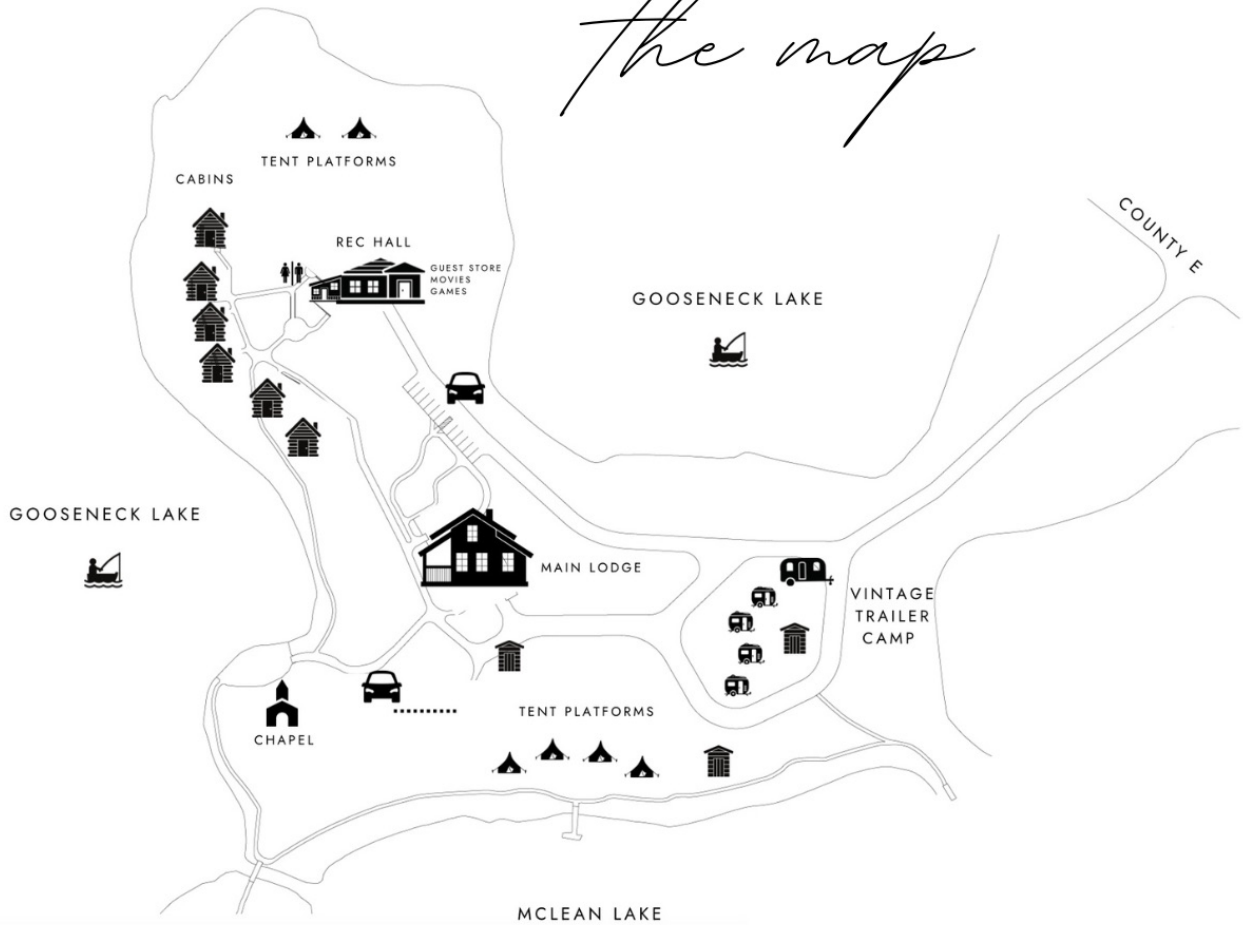 the map
TENT PLATFORMS
CABINS
COUNTY E
REC HALL
GUEST STORE
MOVIES
GAMES
GOOSENECK LAKE
GOOSENECK LAKE
MAIN LODGE
VINTAGE
TRAILER
CAMP
TENT PLATFORMS
CHAPEL
MCLEAN LAKE